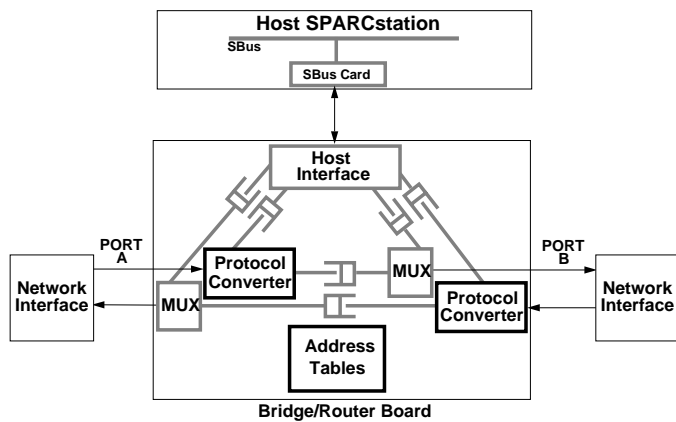 Host SPARCstation
SBus
SBus Card
Host
Interface
PORT
A
PORT
B
Network
Interface
Protocol
Converter
MUX
MUX
Protocol
Converter
Network
Interface
Address
Tables
Bridge/Router Board